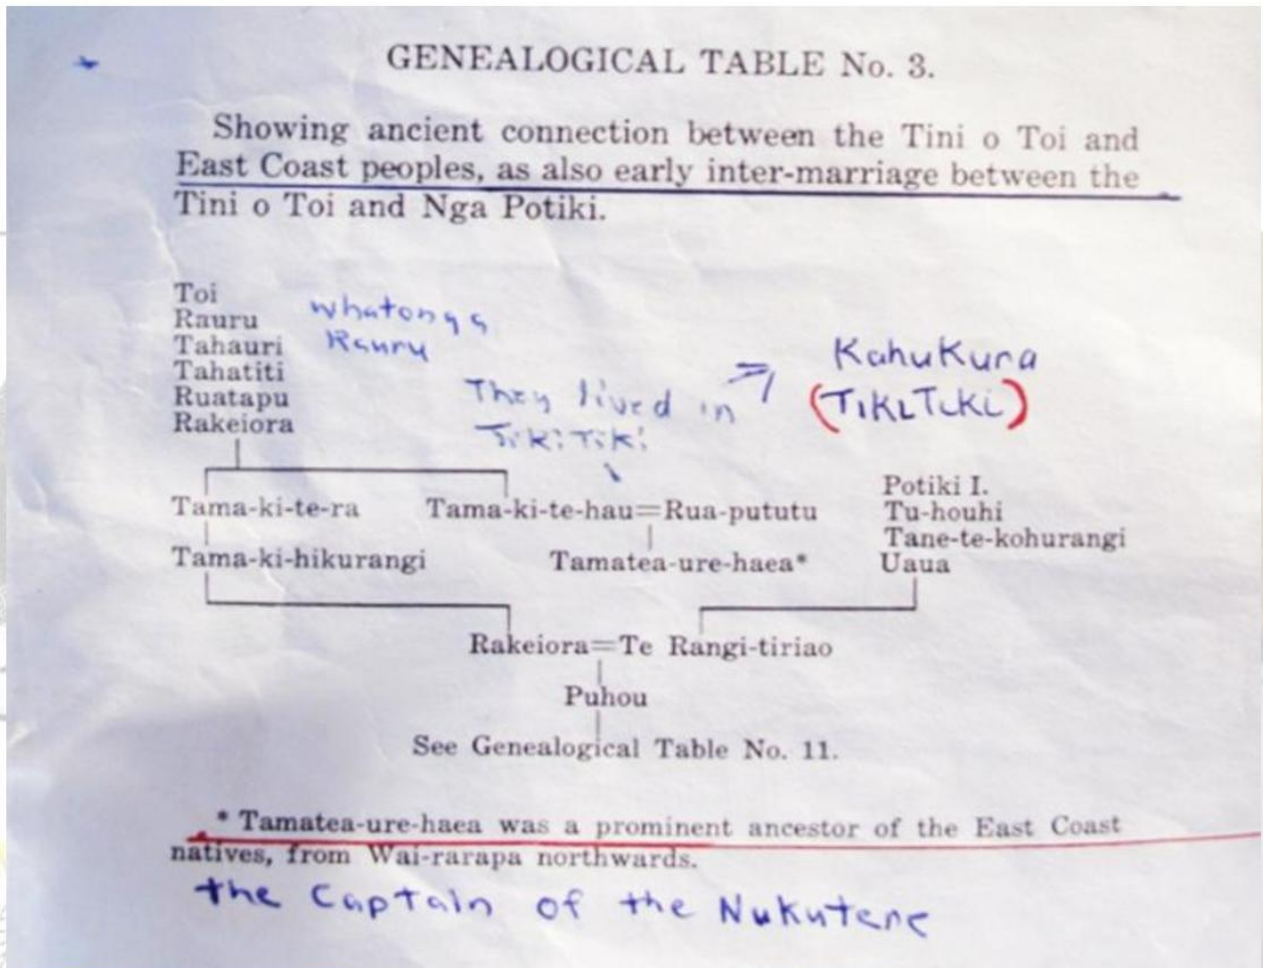 GENEALOGICAL TABLE No. 3.
Showing ancient connection between the Tini o Toi and
East Coast peoples, as also early inter-marriage between the
Tini o Toi and Nga Potiki.
Toi
Rauru
Tahauri
Tahatiti
Ruatapu
Rakeiora
whatonga
Rauru
They lived in
TikiTiki
KahuKura
(TIKITIKI)
Potiki I.
Tu-houhi
Tane-te-kohurangi
Uaua
Tama-ki-te-ra Tama-ki-te-hau=Rua-pututu
Tama-ki-hikurangi Tamatea-ure-haea*
Rakeiora=Te Rangi-tiriao
Puhou
See Genealogical Table No. 11.
* Tamatea-ure-haea was a prominent ancestor of the East Coast
natives, from Wai-rarapa northwards.
the Captain of the Nukutere